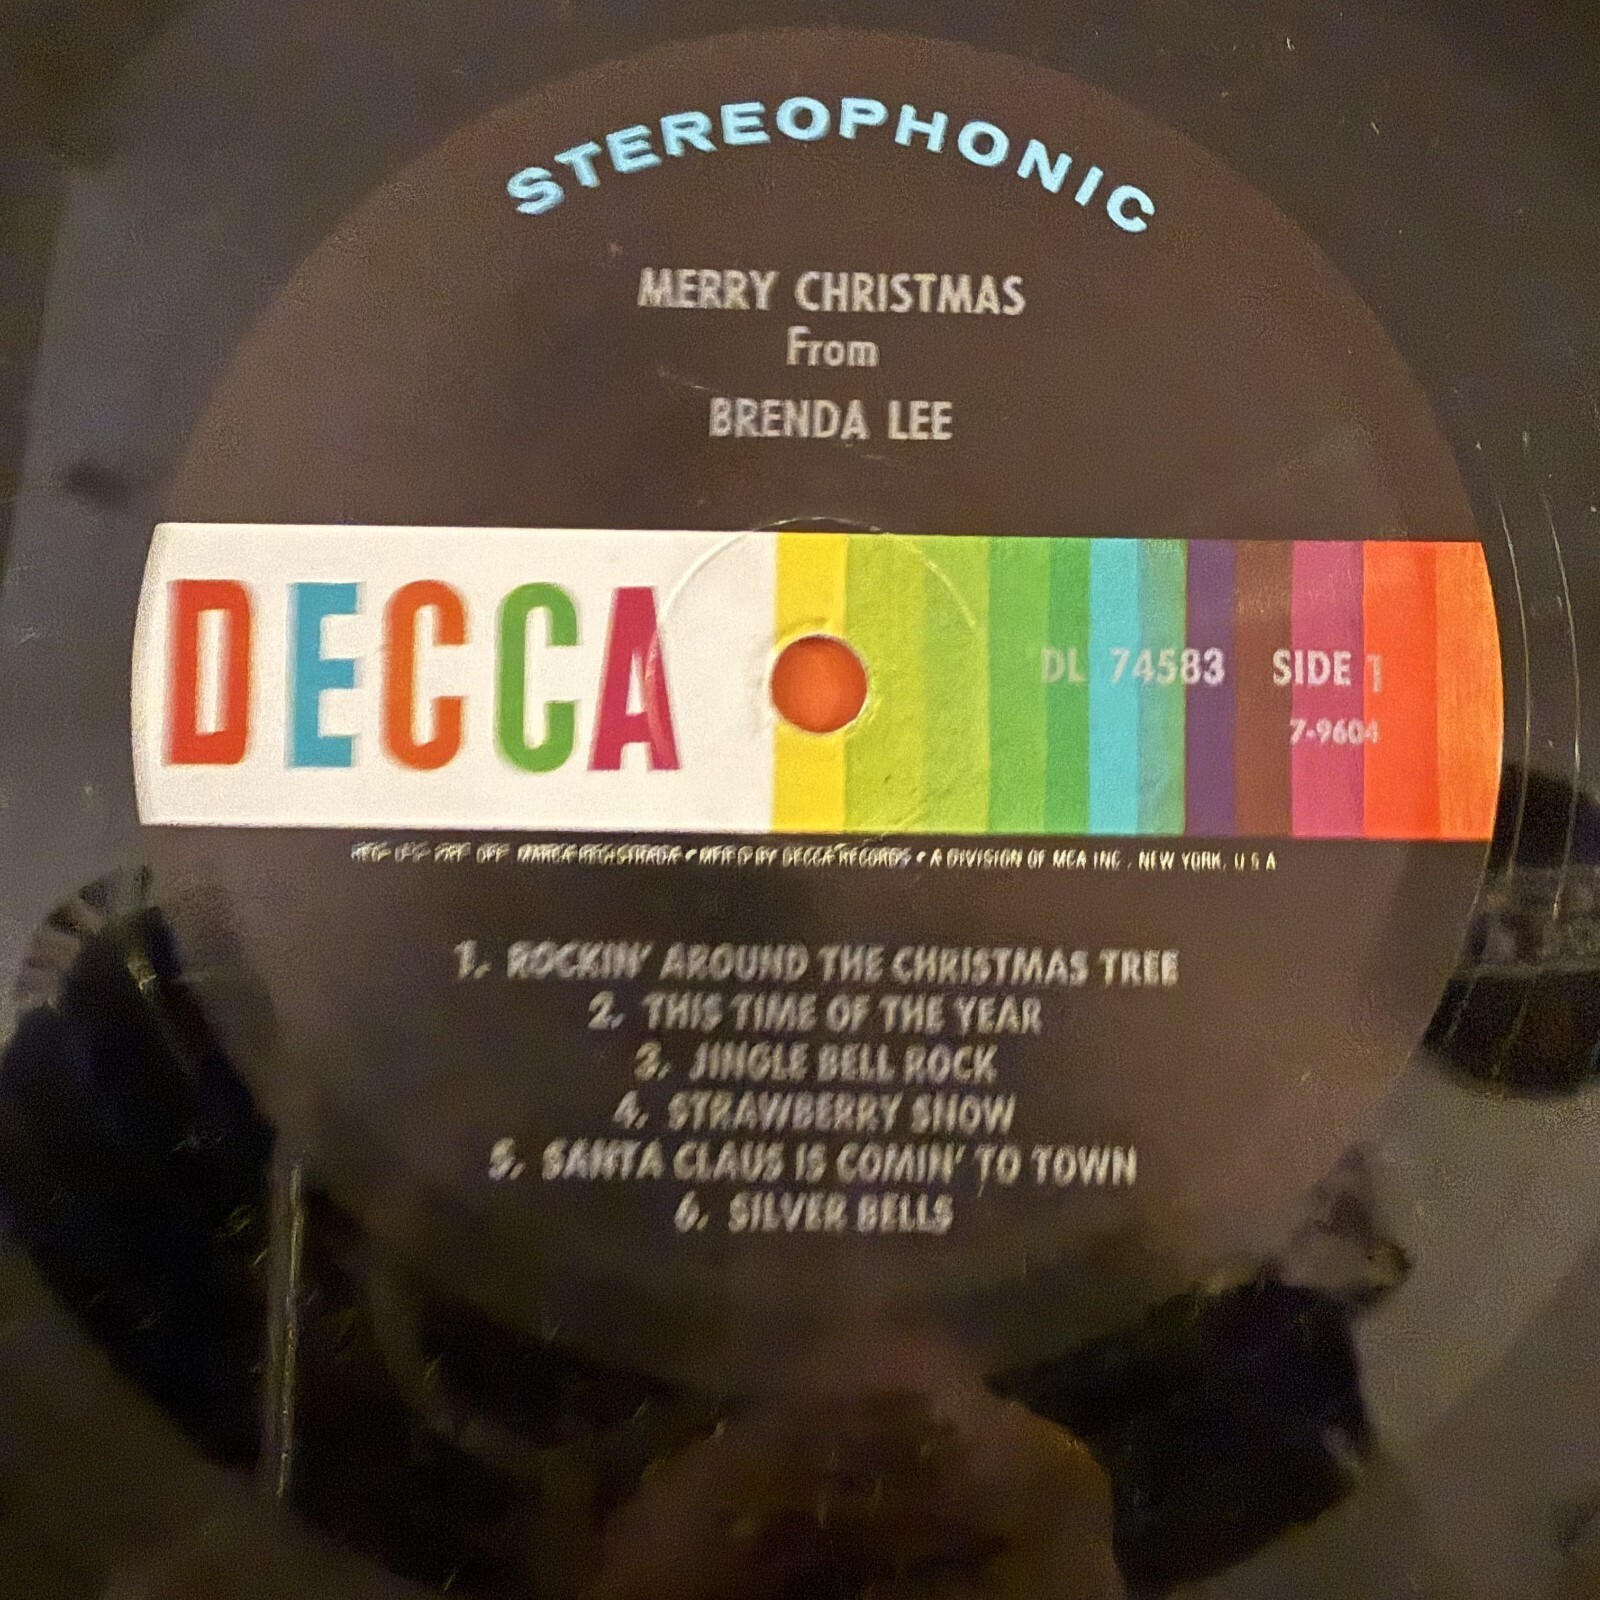 STEREOPHONIC
MERRY CHRISTMAS
From
BRENDA LEE
DECCA
DL 74583 SIDE 1
7-9604
MARCA REGISTRADA • MFR'D BY DECCA RECORDS • A DIVISION OF MCA INC., NEW YORK, U S A
1. ROCKIN' AROUND THE CHRISTMAS TREE
2. THIS TIME OF THE YEAR
3. JINGLE BELL ROCK
4. STRAWBERRY SNOW
5. SANTA CLAUS IS COMIN' TO TOWN
6. SILVER BELLS